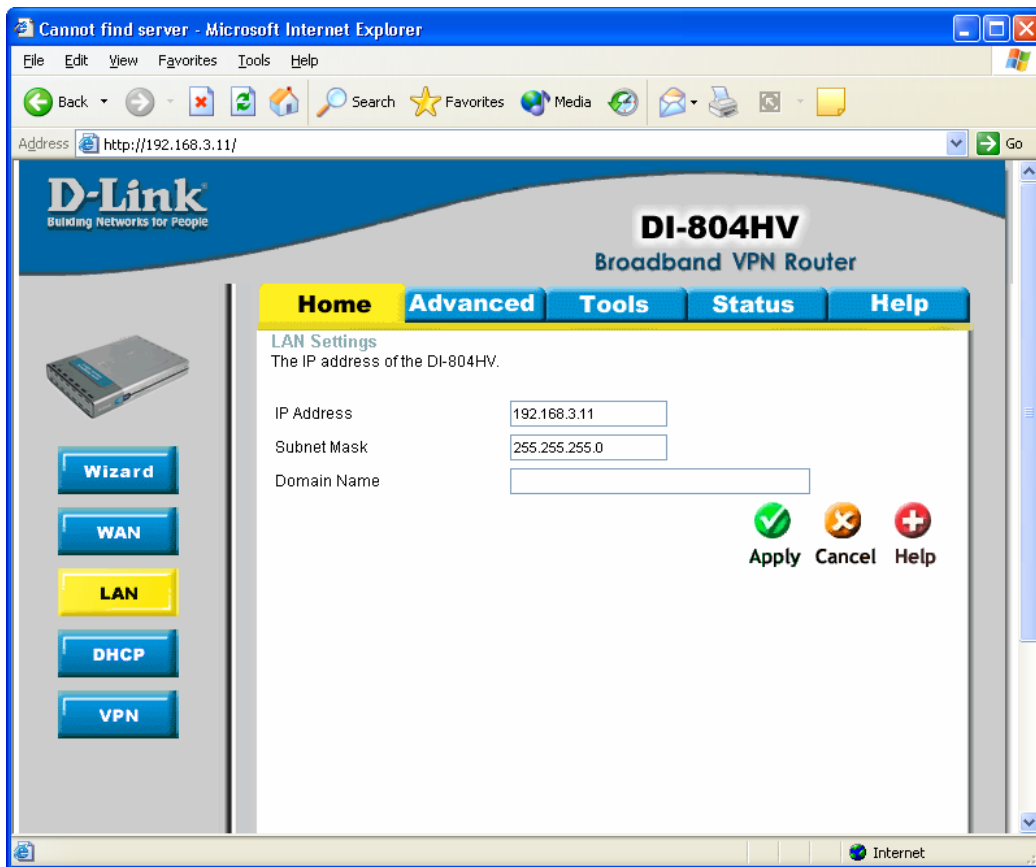 Cannot find server - Microsoft Internet Explorer
File Edit View Favorites Tools Help
Back Search Favorites Media
Address http://192.168.3.11/ Go
D-Link
Building Networks for People
DI-804HV
Broadband VPN Router
Home Advanced Tools Status Help
LAN Settings
The IP address of the DI-804HV.
IP Address 192.168.3.11
Subnet Mask 255.255.255.0
Domain Name
Apply Cancel Help
Wizard
WAN
LAN
DHCP
VPN
Internet